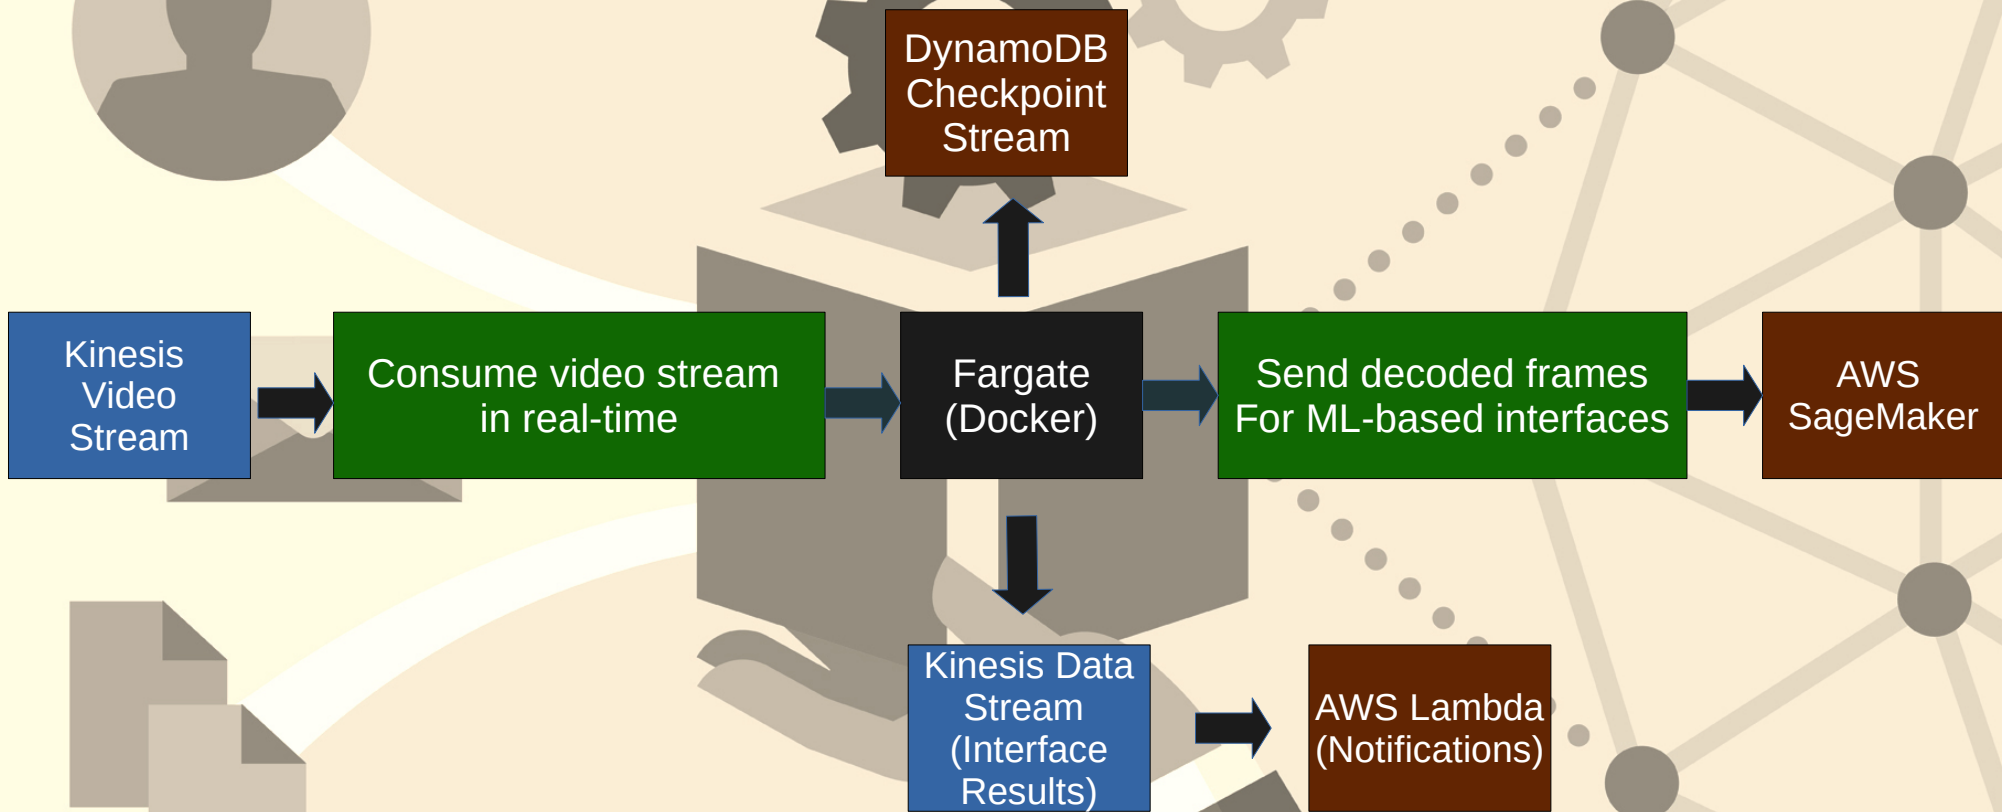 DynamoDB
Checkpoint
Stream
Kinesis
Video
Stream
Consume video stream
in real-time
Fargate
(Docker)
Send decoded frames
For ML-based interfaces
AWS
SageMaker
Kinesis Data
Stream
(Interface
Results)
AWS Lambda
(Notifications)